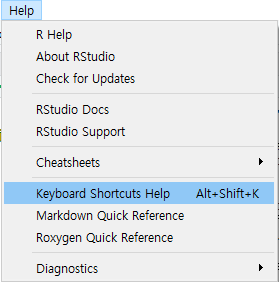 Help
R Help
About RStudio
Check for Updates
RStudio Docs
RStudio Support
Cheatsheets
Keyboard Shortcuts Help Alt+Shift+K
Markdown Quick Reference
Roxygen Quick Reference
Diagnostics